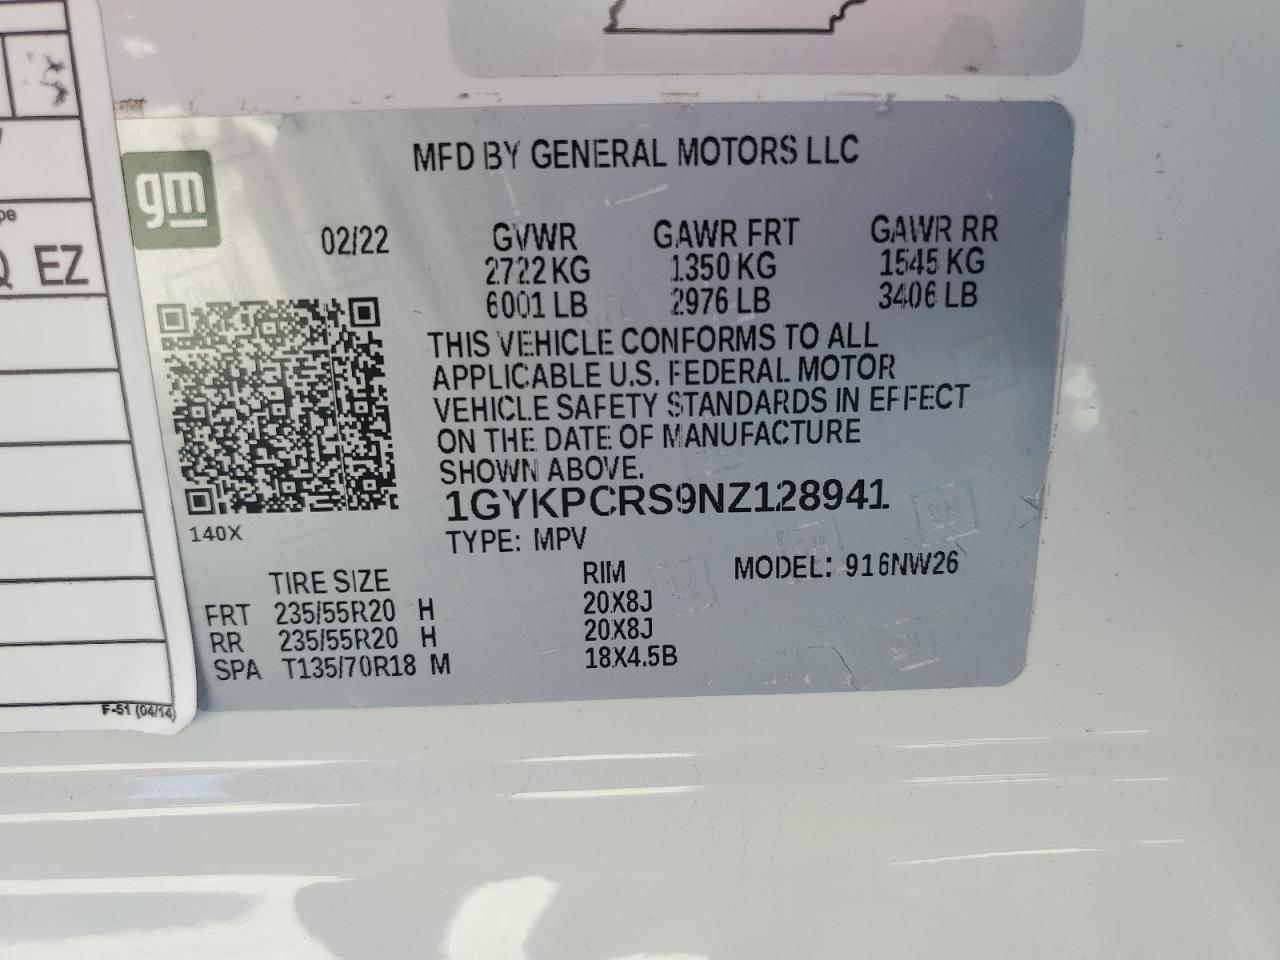 gm
MFD BY GENERAL MOTORS LLC
02/22
GVWR GAWR FRT GAWR RR
2722 KG 1350 KG 1545 KG
6001 LB 2976 LB 3406 LB
THIS VEHICLE CONFORMS TO ALL
APPLICABLE U.S. FEDERAL MOTOR
VEHICLE SAFETY STANDARDS IN EFFECT
ON THE DATE OF MANUFACTURE
SHOWN ABOVE.
1GYKPCRS9NZ128941
140X
TYPE: MPV
TIRE SIZE RIM MODEL: 916NW26
FRT 235/55R20 H 20X8J
RR 235/55R20 H 20X8J
SPA T135/70R18 M 18X4.5B
EZ
F-51 (04/14)